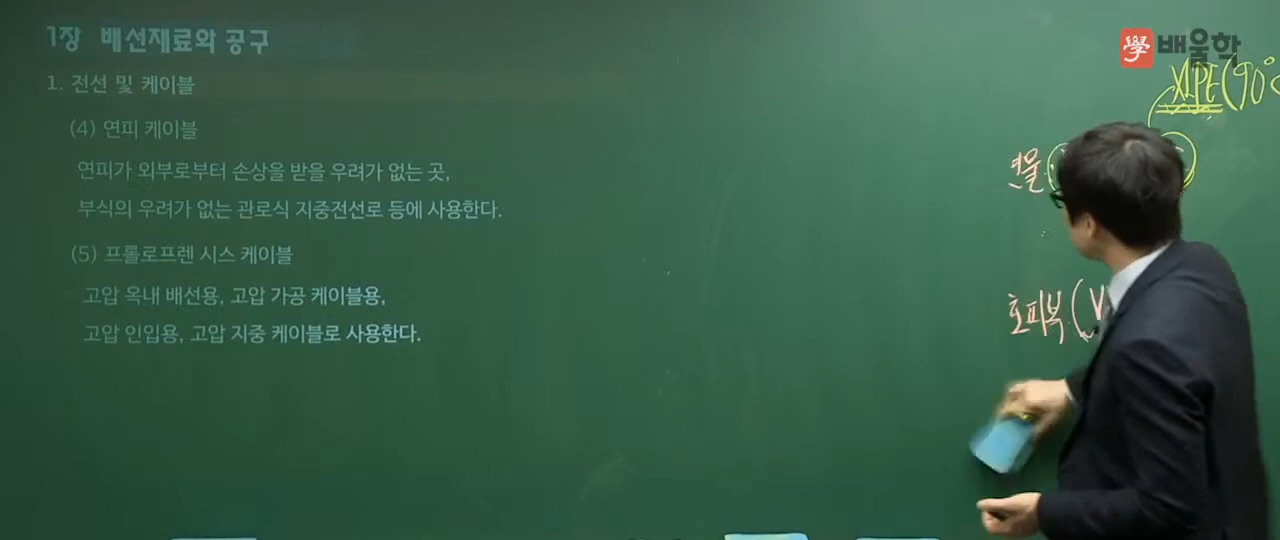 1장 배선재료와 공구
學 배울학
1. 전선 및 케이블
XLPE(90°
(4) 연피 케이블
연피가 외부로부터 손상을 받을 우려가 없는 곳,
부식의 우려가 없는 관로식 지중전선로 등에 사용한다.
(5) 프롤로프렌 시스 케이블
고압 옥내 배선용, 고압 가공 케이블용,
호피복(V
고압 인입용, 고압 지중 케이블로 사용한다.